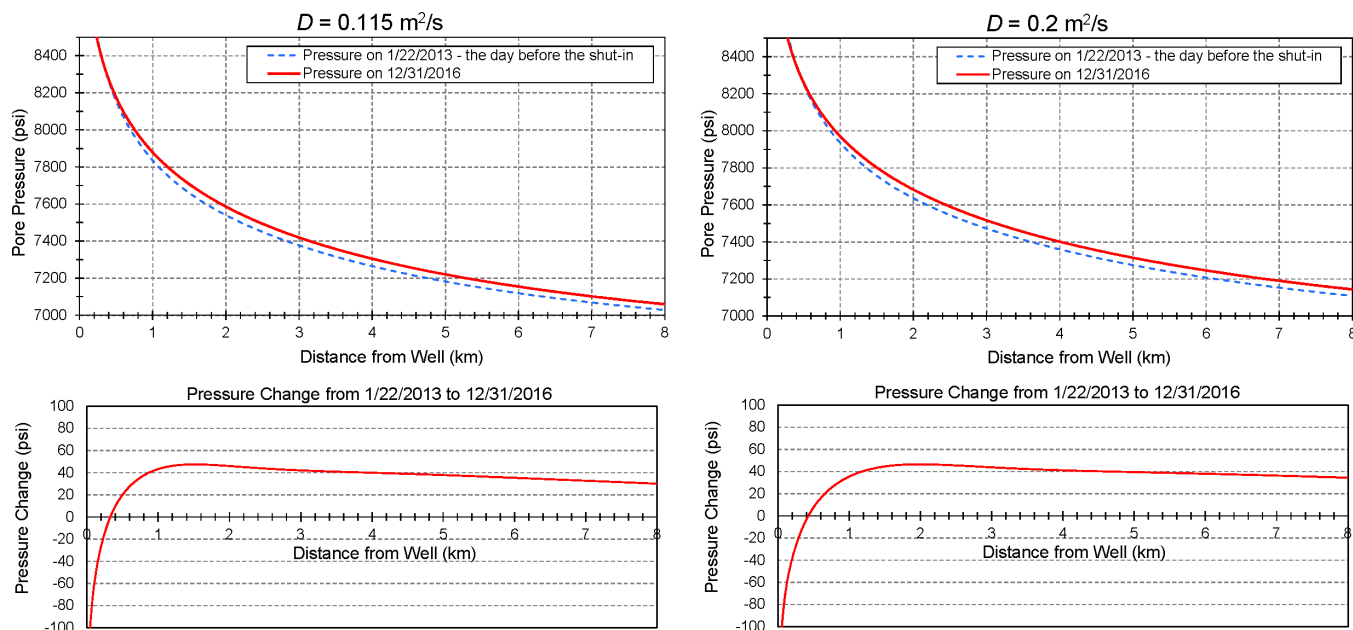 D = 0.115 m²/s
Pressure on 1/22/2013 - the day before the shut-in
Pressure on 12/31/2016
Pore Pressure (psi)
8400
8200
8000
7800
7600
7400
7200
7000
0 1 2 3 4 5 6 7 8
Distance from Well (km)
D = 0.2 m²/s
Pressure on 1/22/2013 - the day before the shut-in
Pressure on 12/31/2016
Pore Pressure (psi)
8400
8200
8000
7800
7600
7400
7200
7000
0 1 2 3 4 5 6 7 8
Distance from Well (km)
Pressure Change from 1/22/2013 to 12/31/2016
Pressure Change (psi)
100
80
60
40
20
0
-20
-40
-60
-80
-100
0 1 2 3 4 5 6 7 8
Distance from Well (km)
Pressure Change from 1/22/2013 to 12/31/2016
Pressure Change (psi)
100
80
60
40
20
0
-20
-40
-60
-80
-100
0 1 2 3 4 5 6 7 8
Distance from Well (km)